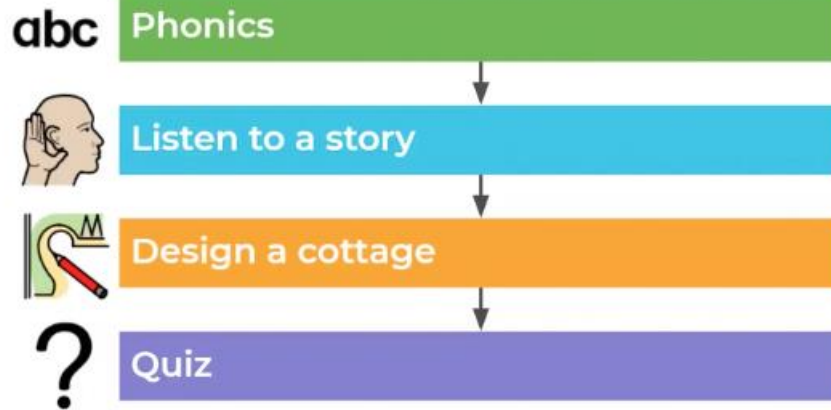 abc Phonics
Listen to a story
Design a cottage
? Quiz